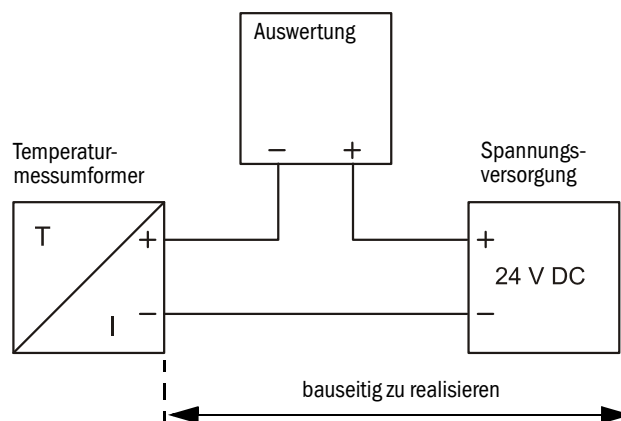 Auswertung
− +
Temperatur-
messumformer
Spannungs-
versorgung
T
+
I
−
+
24 V DC
−
bauseitig zu realisieren